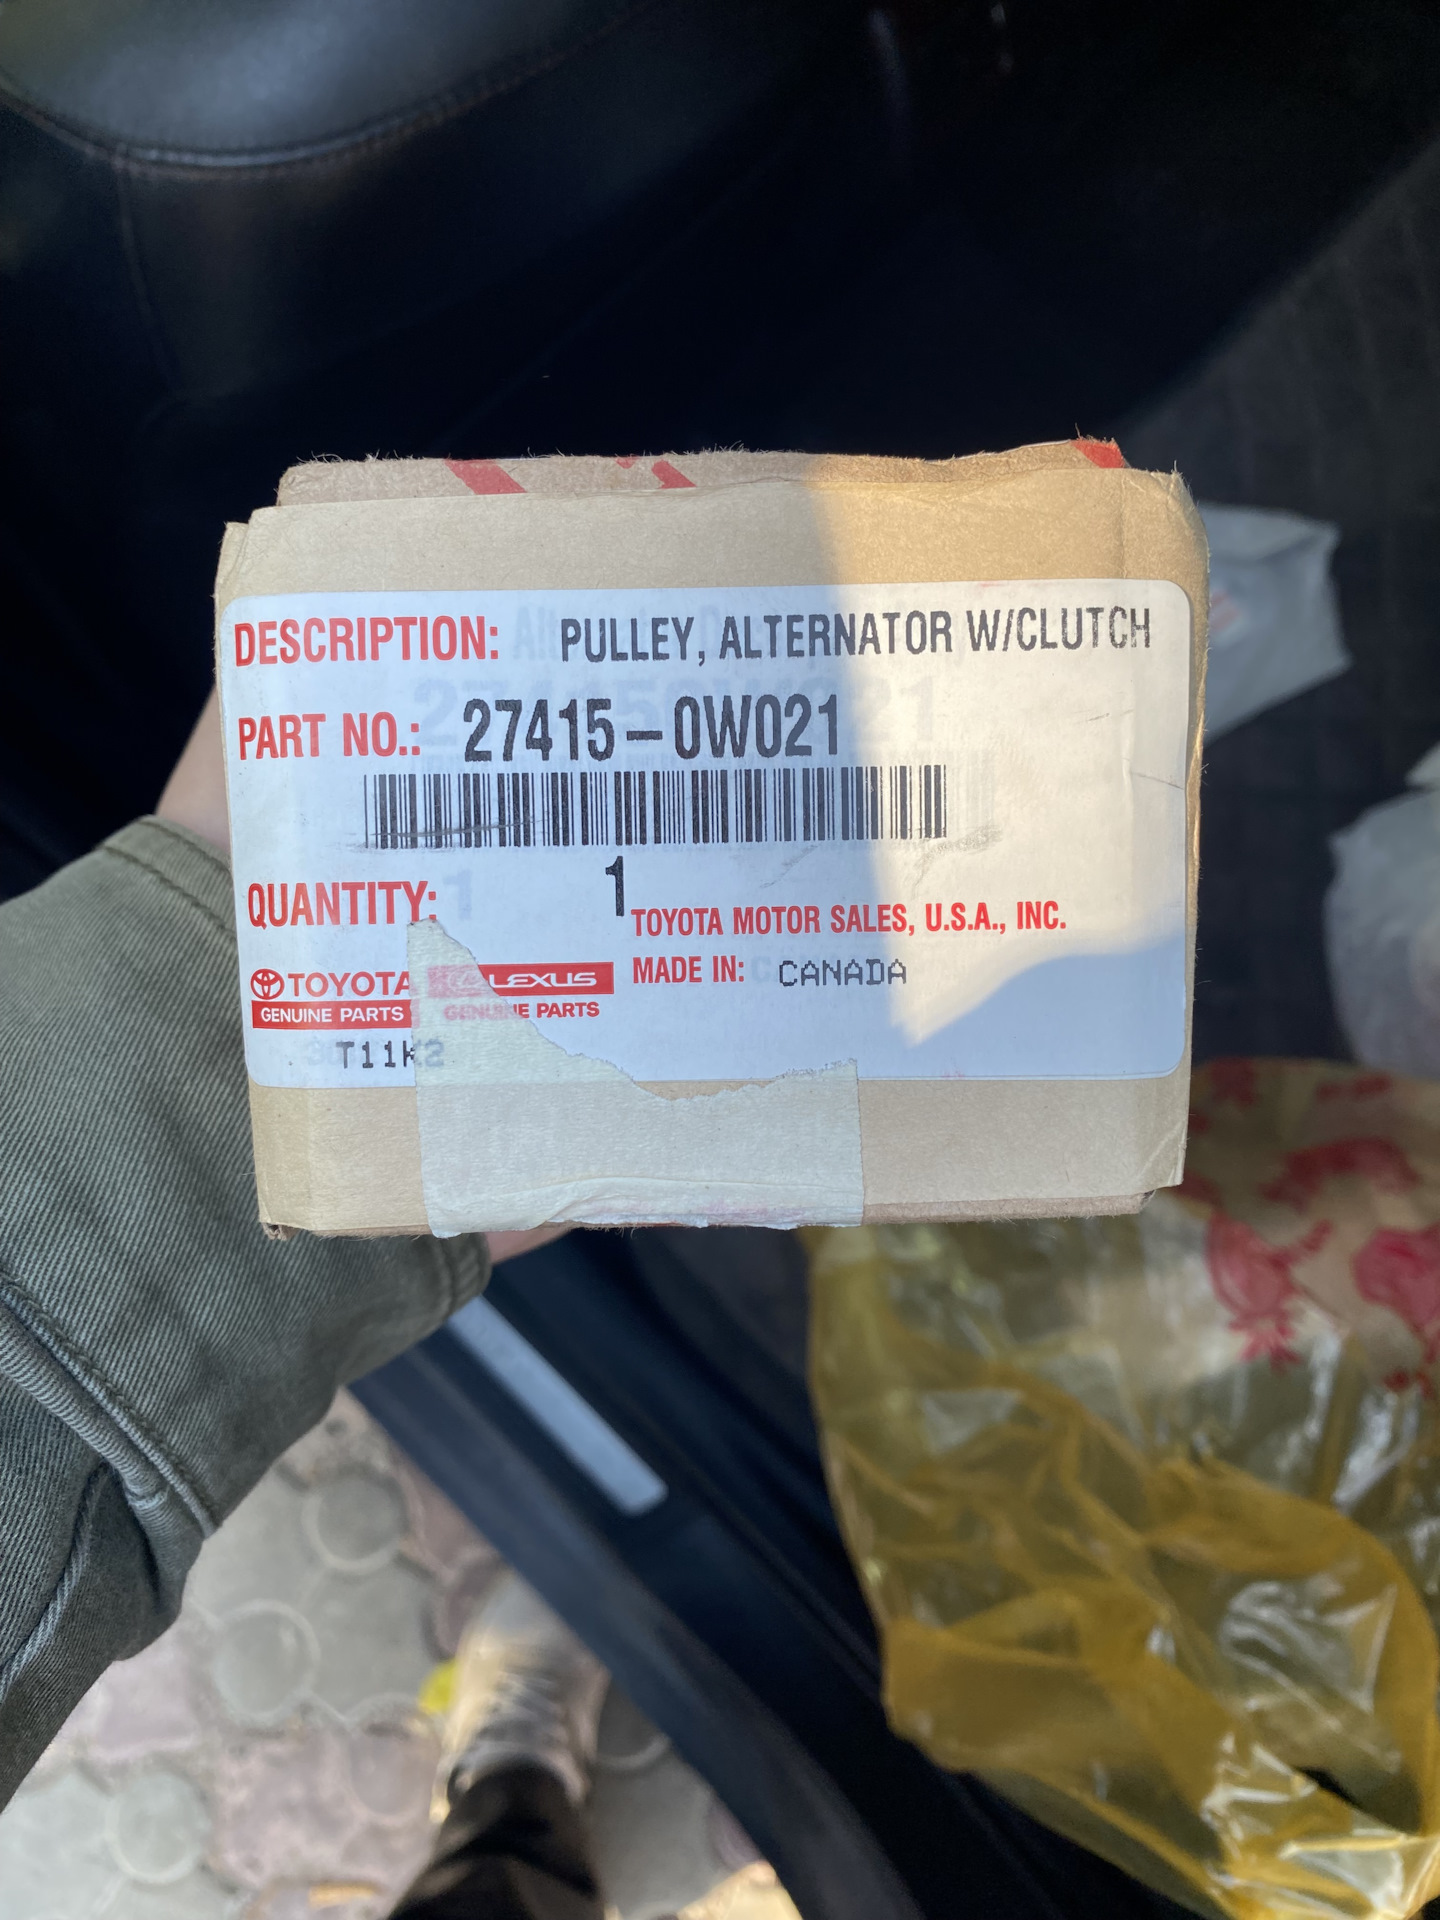 DESCRIPTION: PULLEY, ALTERNATOR W/CLUTCH
PART NO.: 27415-0W021
QUANTITY: 1
TOYOTA MOTOR SALES, U.S.A., INC.
TOYOTA LEXUS MADE IN: CANADA
GENUINE PARTS GENUINE PARTS
T11K2